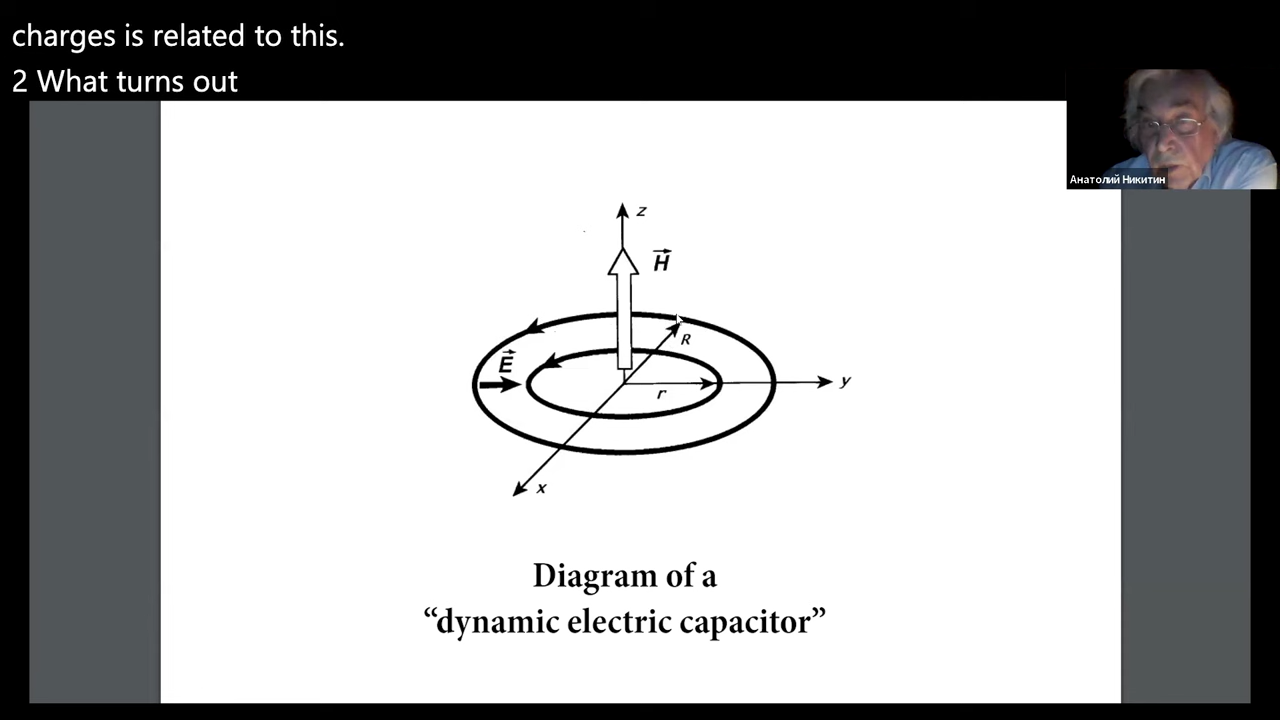 charges is related to this.
2 What turns out
Анатолий Никитин
z
H
R
E
y
r
x
Diagram of a
“dynamic electric capacitor”